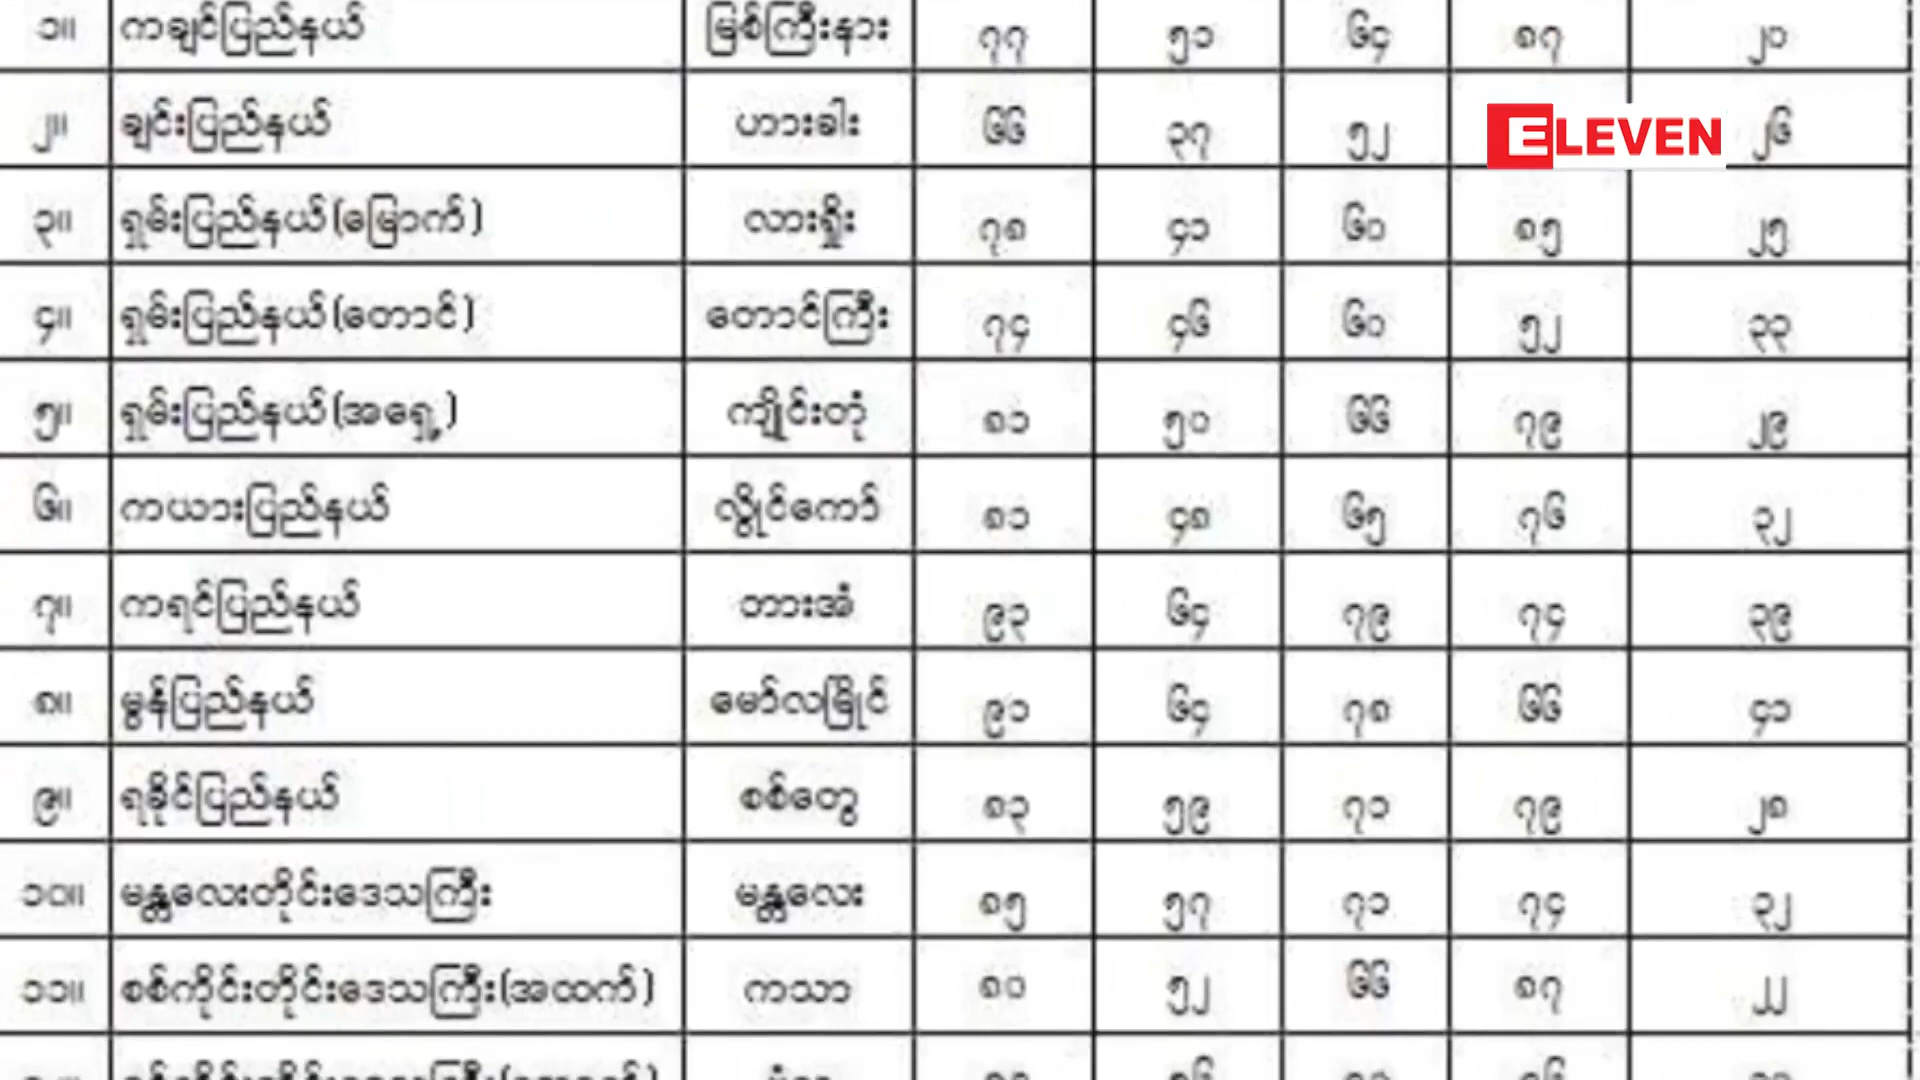 ၁။ ကချင်ပြည်နယ် မြစ်ကြီးနား ၇၇ ၅၁ ၆၄ ၈၇ ၂၁
၂။ ချင်းပြည်နယ် ဟားခါး ၆၆ ၃၇ ၅၂ ELEVEN ၂၆
၃။ ရှမ်းပြည်နယ်(မြောက်) လားရှိုး ၇၈ ၄၁ ၆၀ ၈၅ ၂၅
၄။ ရှမ်းပြည်နယ်(တောင်) တောင်ကြီး ၇၄ ၄၆ ၆၀ ၅၂ ၃၃
၅။ ရှမ်းပြည်နယ်(အရှေ့) ကျိုင်းတုံ ၈၁ ၅၀ ၆၆ ၇၉ ၂၉
၆။ ကယားပြည်နယ် လွိုင်ကော် ၈၁ ၄၈ ၆၅ ၇၆ ၃၂
၇။ ကရင်ပြည်နယ် ဘားအံ ၉၃ ၆၄ ၇၉ ၇၄ ၃၉
၈။ မွန်ပြည်နယ် မော်လမြိုင် ၉၁ ၆၄ ၇၈ ၆၆ ၄၁
၉။ ရခိုင်ပြည်နယ် စစ်တွေ ၈၃ ၅၉ ၇၁ ၇၉ ၂၈
၁၀။ မန္တလေးတိုင်းဒေသကြီး မန္တလေး ၈၅ ၅၇ ၇၁ ၇၄ ၃၂
၁၁။ စစ်ကိုင်းတိုင်းဒေသကြီး(အထက်) ကသာ ၈၀ ၅၂ ၆၆ ၈၇ ၂၂